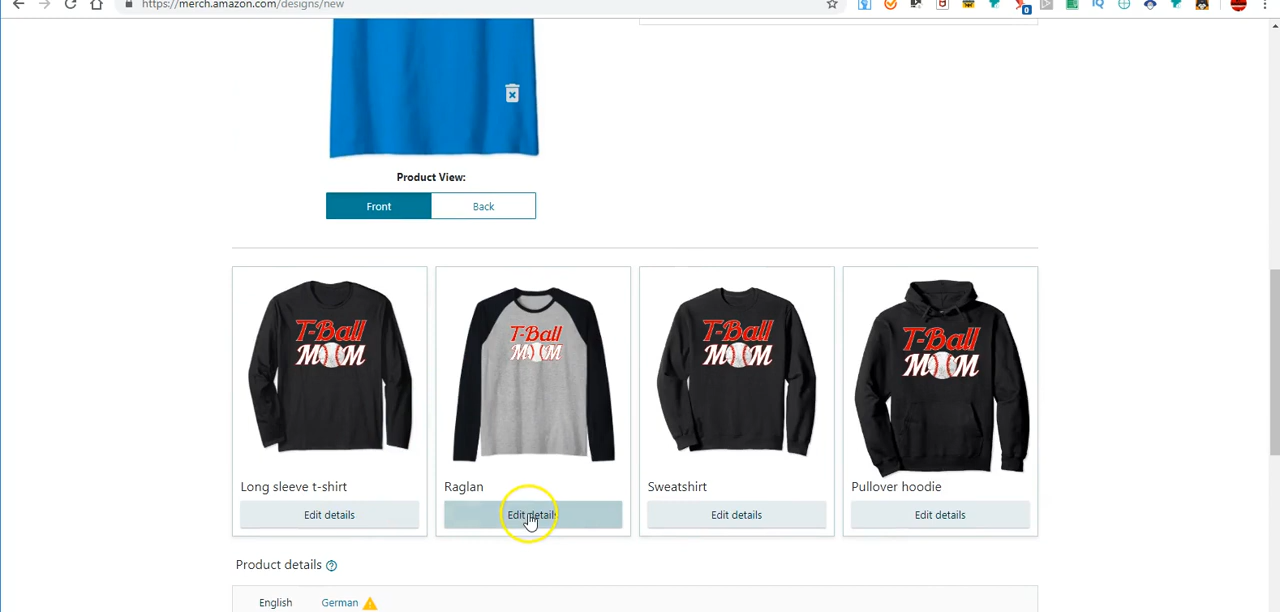 https://merch.amazon.com/designs/new
0
Product View:
Front
Back
T-Ball
MOM
T-Ball
MOM
T-Ball
MOM
T-Ball
MOM
Long sleeve t-shirt
Raglan
Sweatshirt
Pullover hoodie
Edit details
Edit details
Edit details
Edit details
Product details
English
German